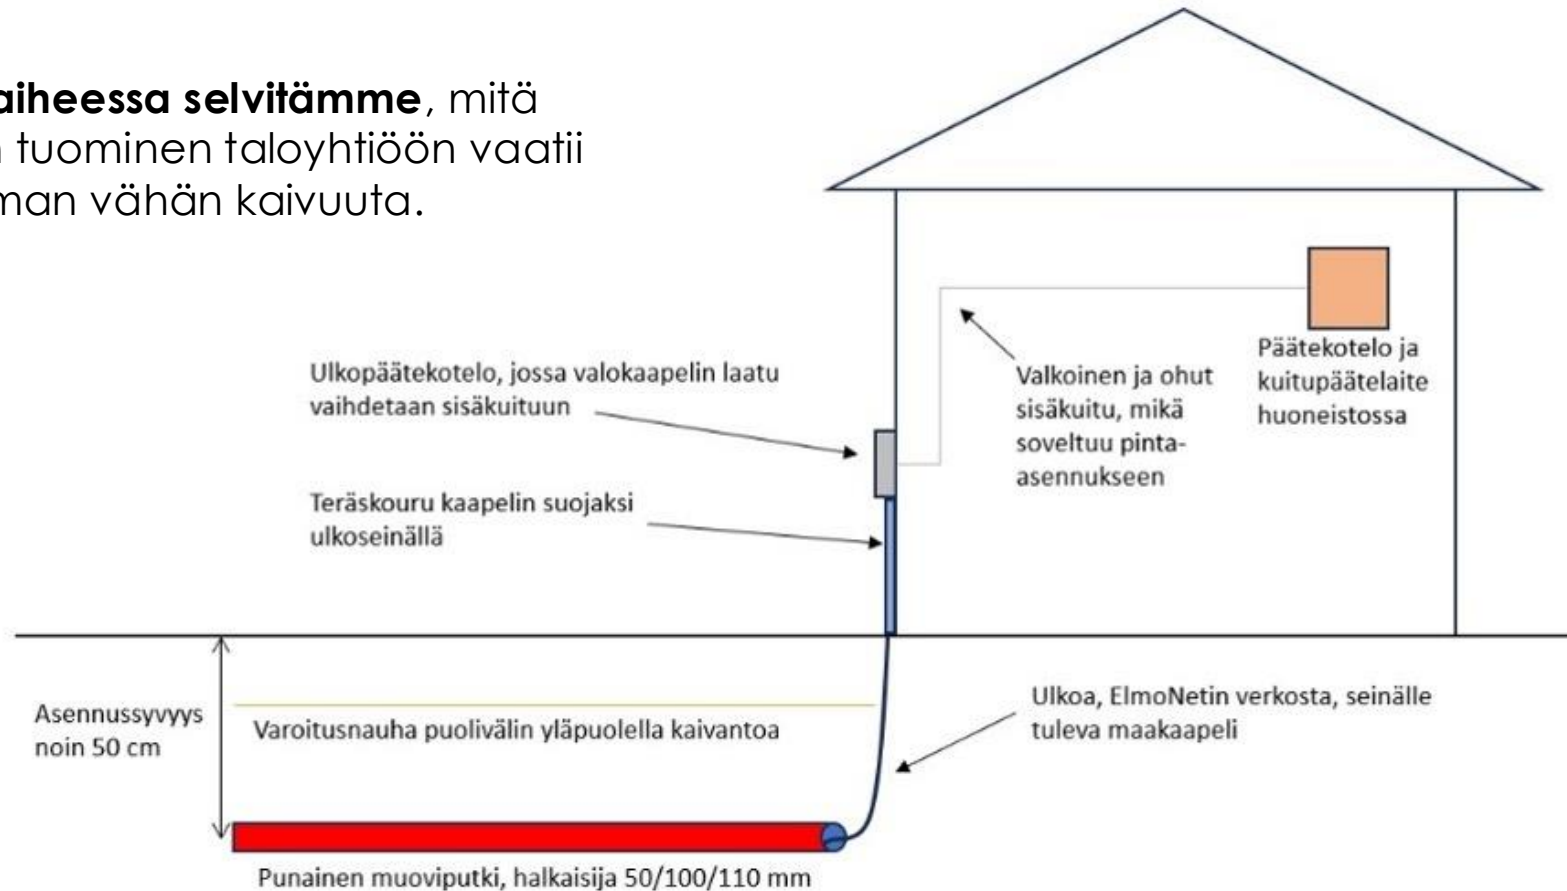 aiheessa selvitämme, mitä
tuominen taloyhtiöön vaatii
vähän kaivuuta.
Ulkopäätekotelo, jossa valokaapelin laatu
vaihdetaan sisäkuituun
Teräskouru kaapelin suojaksi
ulkoseinällä
Valkoinen ja ohut
sisäkuitu, mikä
soveltuu pinta-
asennukseen
Päätekotelo ja
kuitupäätelaite
huoneistossa
Asennussyvyys
noin 50 cm
Varoitusnauha puolivälin yläpuolella kaivantoa
Ulkoa, ElmoNetin verkosta, seinälle
tuleva maakaapeli
Punainen muoviputki, halkaisija 50/100/110 mm